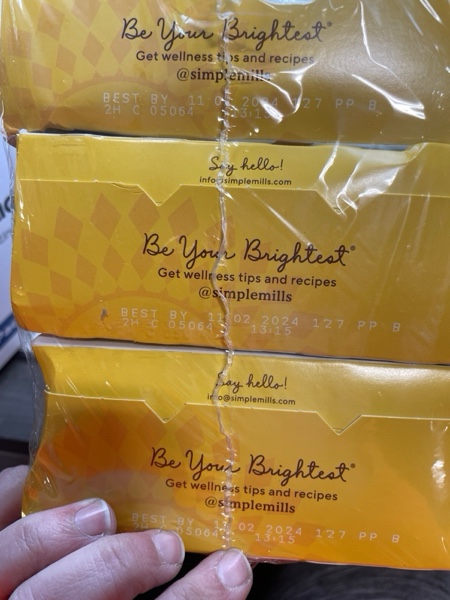 Be Your Brightest®
Get wellness tips and recipes
@simplemills
BEST BY 11 02 2024 127 PP B
2H C 05064 13:15
Say hello!
info@simplemills.com
Be Your Brightest®
Get wellness tips and recipes
@simplemills
BEST BY 11 02 2024 127 PP B
2H C 05064 13:15
Say hello!
info@simplemills.com
Be Your Brightest®
Get wellness tips and recipes
@simplemills
BEST BY 11 02 2024 127 PP B
05064 13:15